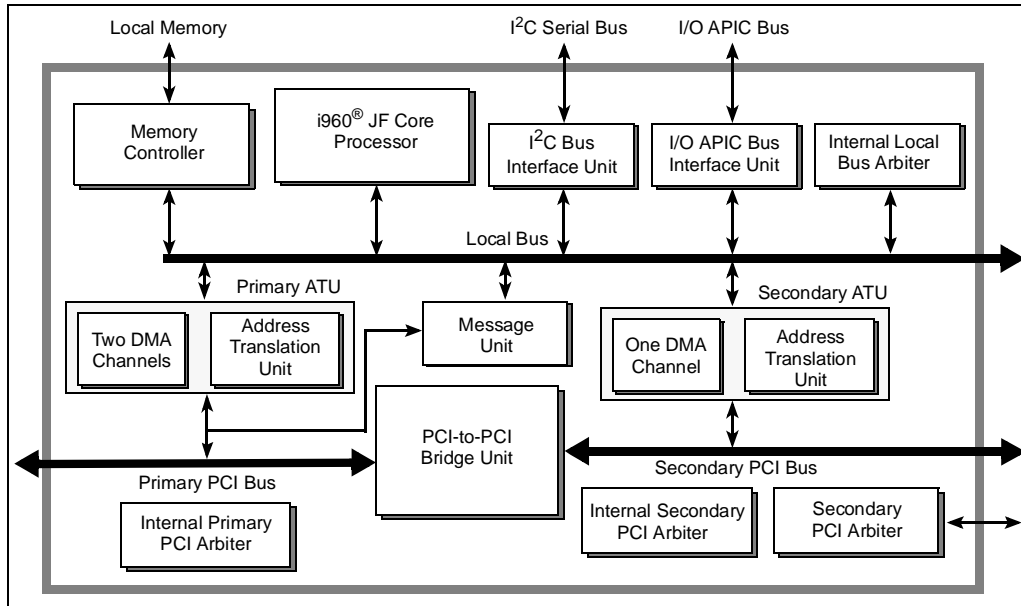 Local Memory
I²C Serial Bus
I/O APIC Bus
Memory
Controller
i960® JF Core
Processor
I²C Bus
Interface Unit
I/O APIC Bus
Interface Unit
Internal Local
Bus Arbiter
Local Bus
Primary ATU
Two DMA
Channels
Address
Translation
Unit
Message
Unit
Secondary ATU
One DMA
Channel
Address
Translation
Unit
PCI-to-PCI
Bridge Unit
Primary PCI Bus
Secondary PCI Bus
Internal Primary
PCI Arbiter
Internal Secondary
PCI Arbiter
Secondary
PCI Arbiter